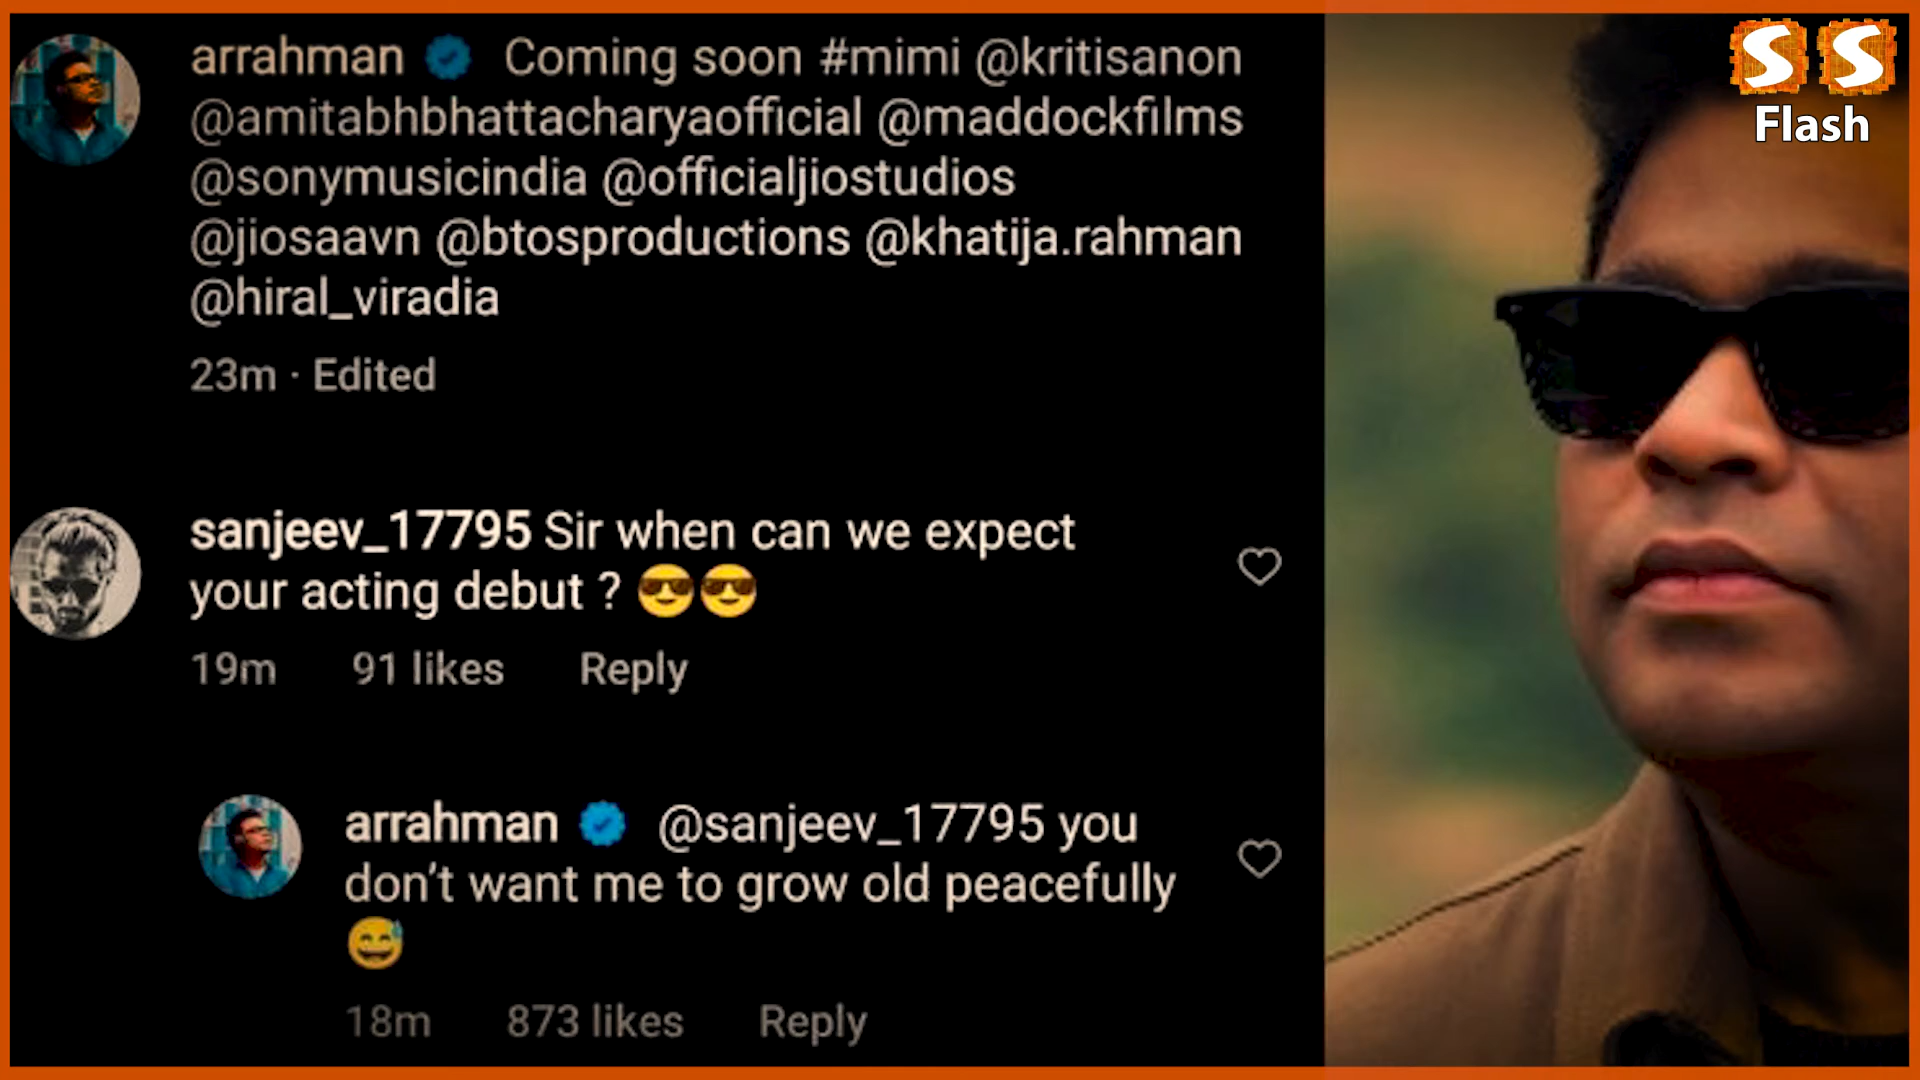 arrahman Coming soon #mimi @kritisanon
@amitabhbhattacharyaofficial @maddockfilms
@sonymusicindia @officialjiostudios
@jiosaavn @btosproductions @khatija.rahman
@hiral_viradia
23m · Edited
sanjeev_17795 Sir when can we expect
your acting debut ? 😎😎
19m 91 likes Reply
arrahman @sanjeev_17795 you
don’t want me to grow old peacefully
😅
18m 873 likes Reply
SS
Flash